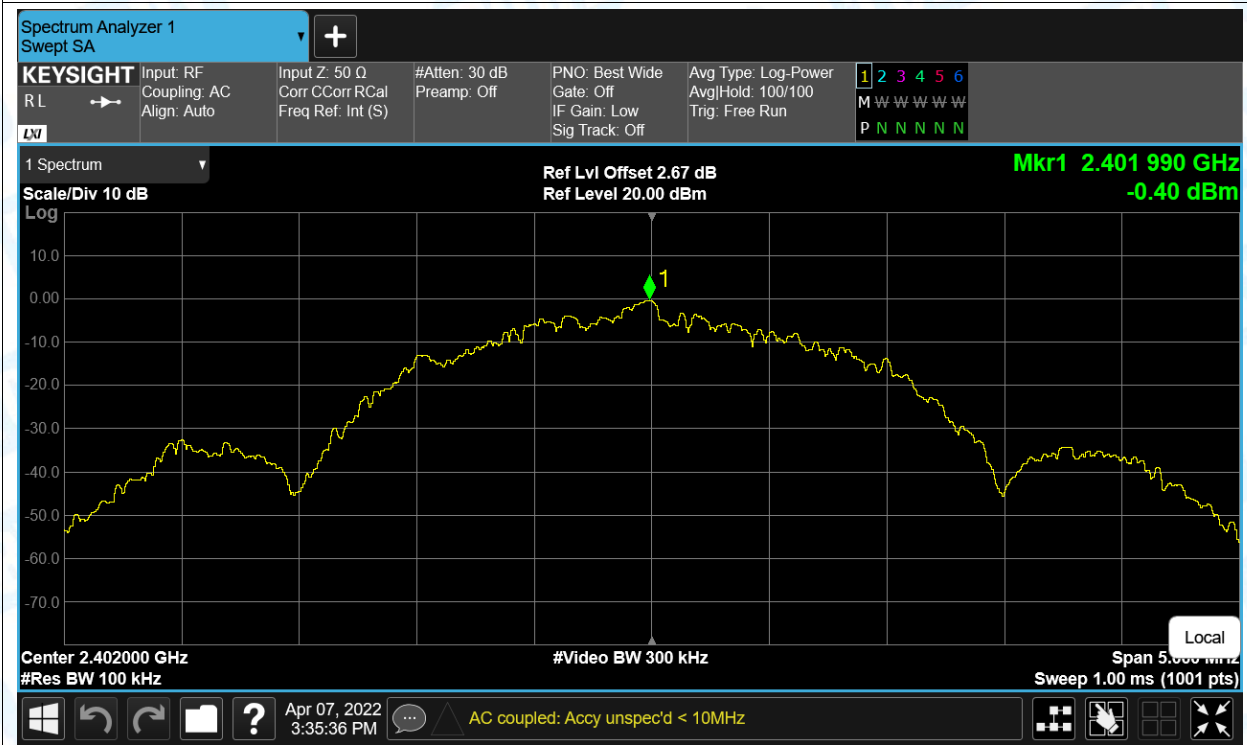 Spectrum Analyzer 1
Swept SA
+
KEYSIGHT
R L
LXI
Input: RF
Coupling: AC
Align: Auto
Input Z: 50 Ω
Corr CCorr RCal
Freq Ref: Int (S)
#Atten: 30 dB
Preamp: Off
PNO: Best Wide
Gate: Off
IF Gain: Low
Sig Track: Off
Avg Type: Log-Power
Avg|Hold: 100/100
Trig: Free Run
1 2 3 4 5 6
M W W W W W
P N N N N N
1 Spectrum
Scale/Div 10 dB
Ref Lvl Offset 2.67 dB
Ref Level 20.00 dBm
Mkr1 2.401 990 GHz
-0.40 dBm
Log
1
10.0
0.00
-10.0
-20.0
-30.0
-40.0
-50.0
-60.0
-70.0
Local
Center 2.402000 GHz
#Video BW 300 kHz
Span
#Res BW 100 kHz
Sweep 1.00 ms (1001 pts)
?
Apr 07, 2022
3:35:36 PM
AC coupled: Accy unspec'd < 10MHz